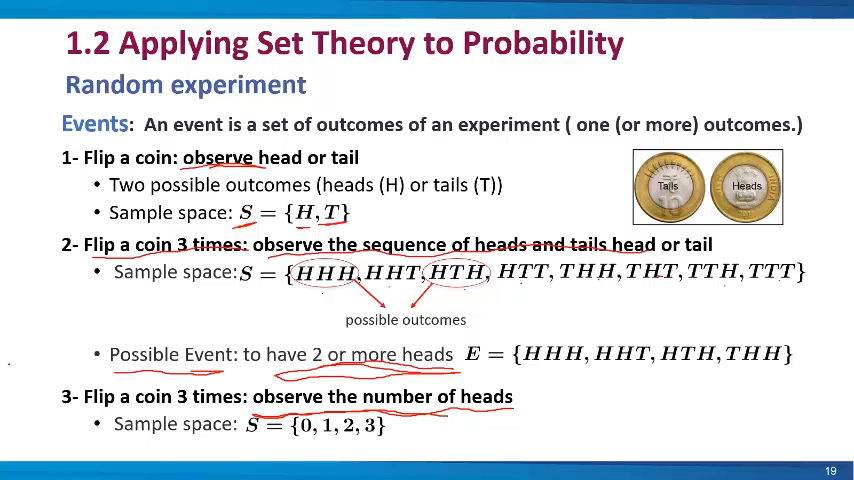 1.2 Applying Set Theory to Probability
Random experiment
Events: An event is a set of outcomes of an experiment ( one (or more) outcomes.)
1- Flip a coin: observe head or tail
• Two possible outcomes (heads (H) or tails (T))
• Sample space: S = {H, T}
Tails
Heads
2- Flip a coin 3 times: observe the sequence of heads and tails head or tail
• Sample space: S = {HHH, HHT, HTH, HTT, THH, THT, TTH, TTT}
possible outcomes
• Possible Event: to have 2 or more heads E = {HHH, HHT, HTH, THH}
3- Flip a coin 3 times: observe the number of heads
• Sample space: S = {0, 1, 2, 3}
19